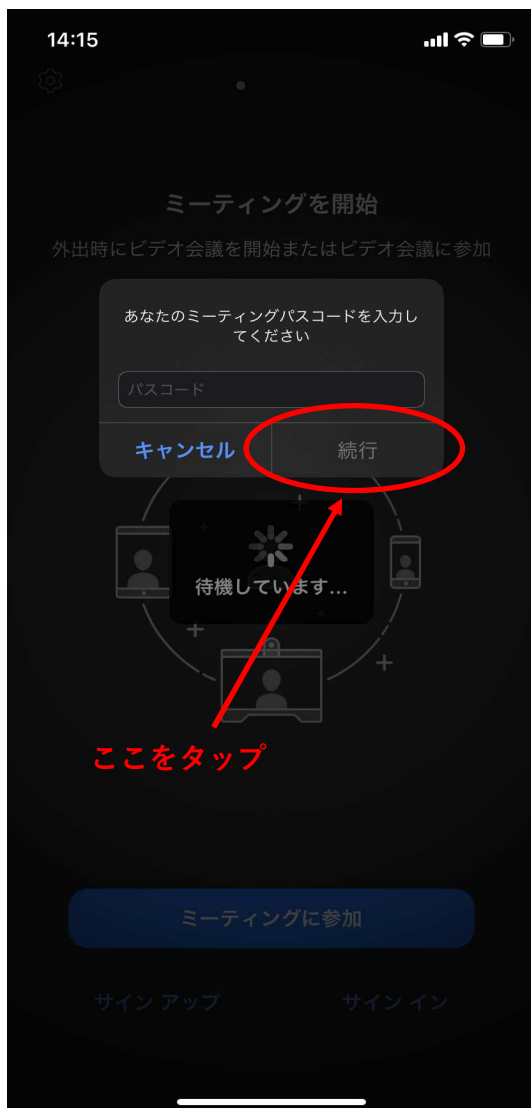 14:15
ミーティングを開始
外出時にビデオ会議を開始またはビデオ会議に参加
あなたのミーティングパスコードを入力し
てください
パスコード
キャンセル
続行
待機しています...
ここをタップ
ミーティングに参加
サイン アップ
サイン イン